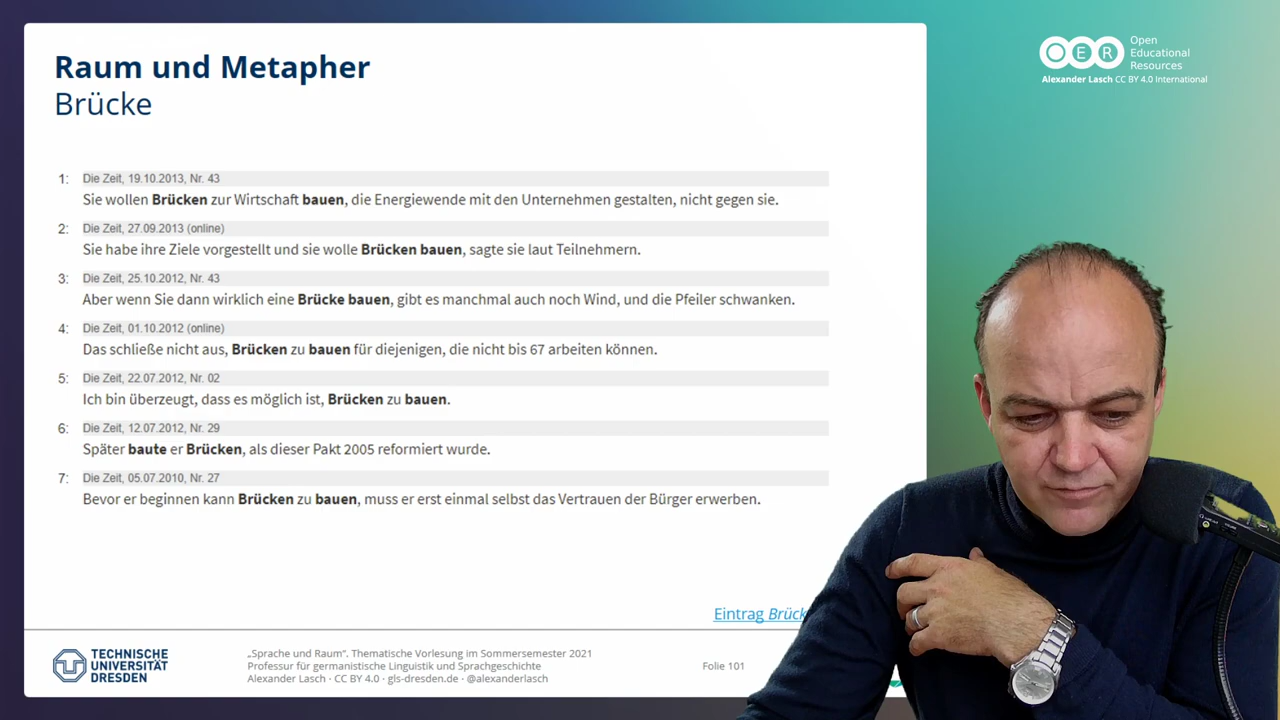 Raum und Metapher
Brücke
1: Die Zeit, 19.10.2013, Nr. 43
Sie wollen Brücken zur Wirtschaft bauen, die Energiewende mit den Unternehmen gestalten, nicht gegen sie.
2: Die Zeit, 27.09.2013 (online)
Sie habe ihre Ziele vorgestellt und sie wolle Brücken bauen, sagte sie laut Teilnehmern.
3: Die Zeit, 25.10.2012, Nr. 43
Aber wenn Sie dann wirklich eine Brücke bauen, gibt es manchmal auch noch Wind, und die Pfeiler schwanken.
4: Die Zeit, 01.10.2012 (online)
Das schließe nicht aus, Brücken zu bauen für diejenigen, die nicht bis 67 arbeiten können.
5: Die Zeit, 22.07.2012, Nr. 02
Ich bin überzeugt, dass es möglich ist, Brücken zu bauen.
6: Die Zeit, 12.07.2012, Nr. 29
Später baute er Brücken, als dieser Pakt 2005 reformiert wurde.
7: Die Zeit, 05.07.2010, Nr. 27
Bevor er beginnen kann Brücken zu bauen, muss er erst einmal selbst das Vertrauen der Bürger erwerben.
Eintrag
TECHNISCHE
UNIVERSITÄT
DRESDEN
„Sprache und Raum“. Thematische Vorlesung im Sommersemester 2021
Professur für germanistische Linguistik und Sprachgeschichte
Alexander Lasch · CC BY 4.0 · gls-dresden.de · @alexanderlasch
Folie 101
OER
Open
Educational
Resources
Alexander Lasch CC BY 4.0 International